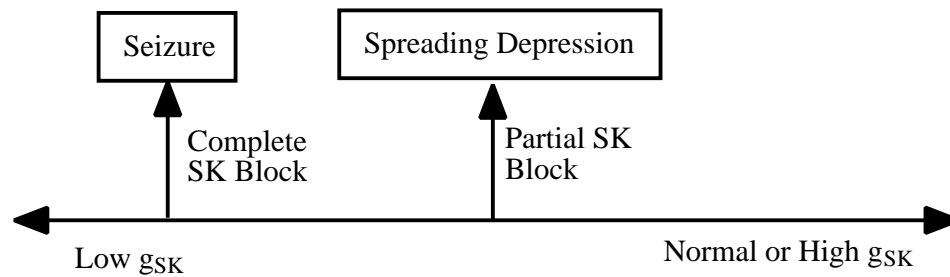 Seizure
Spreading Depression
Complete
SK Block
Partial SK
Block
Low gSK
Normal or High gSK